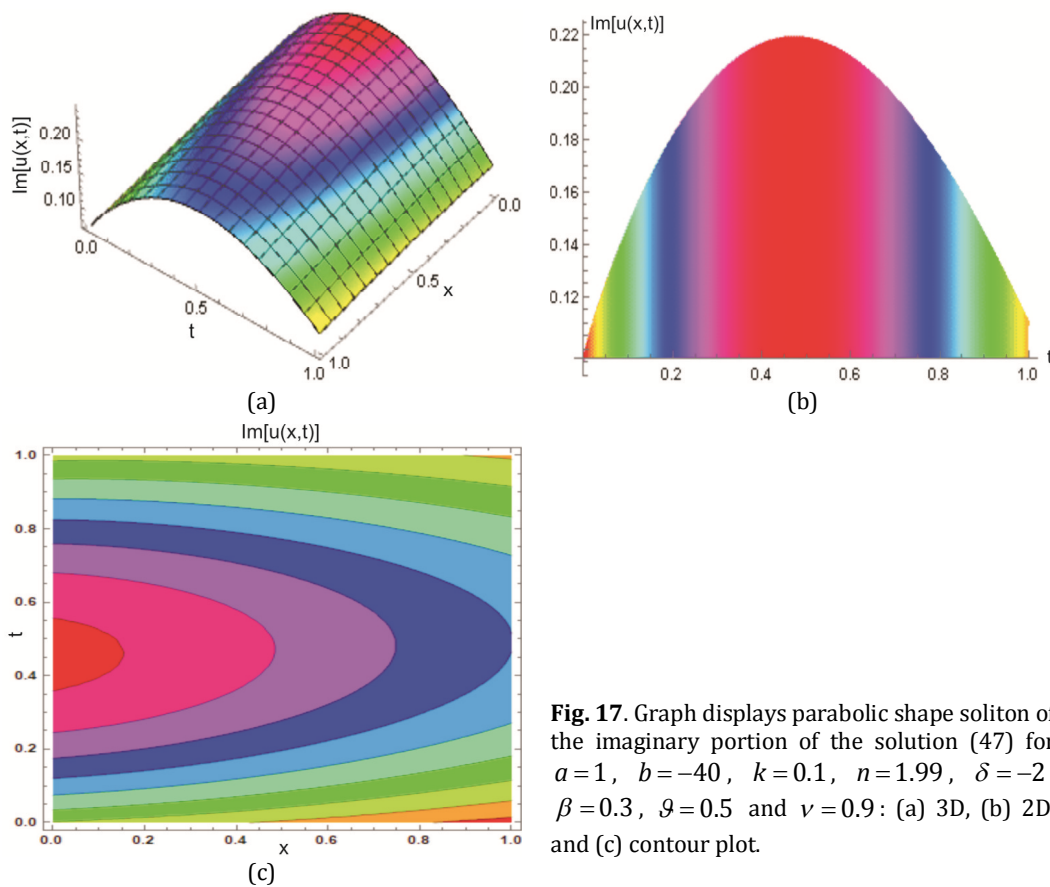 Im[u(x,t)]
0.20
0.15
0.10
0.0
0.5
t
1.0
1.0
0.5
x
0.0
(a)
Im[u(x,t)]
0.22
0.20
0.18
0.16
0.14
0.12
0.2
0.4
0.6
0.8
1.0
t
(b)
Im[u(x,t)]
1.0
0.8
0.6
t
0.4
0.2
0.0
0.0
0.2
0.4
0.6
0.8
1.0
x
(c)
Fig. 17. Graph displays parabolic shape soliton of
the imaginary portion of the solution (47) for
a = 1 , b = −40 , k = 0.1 , n = 1.99 , δ = −2
β = 0.3 , ϑ = 0.5 and ν = 0.9 : (a) 3D, (b) 2D
and (c) contour plot.